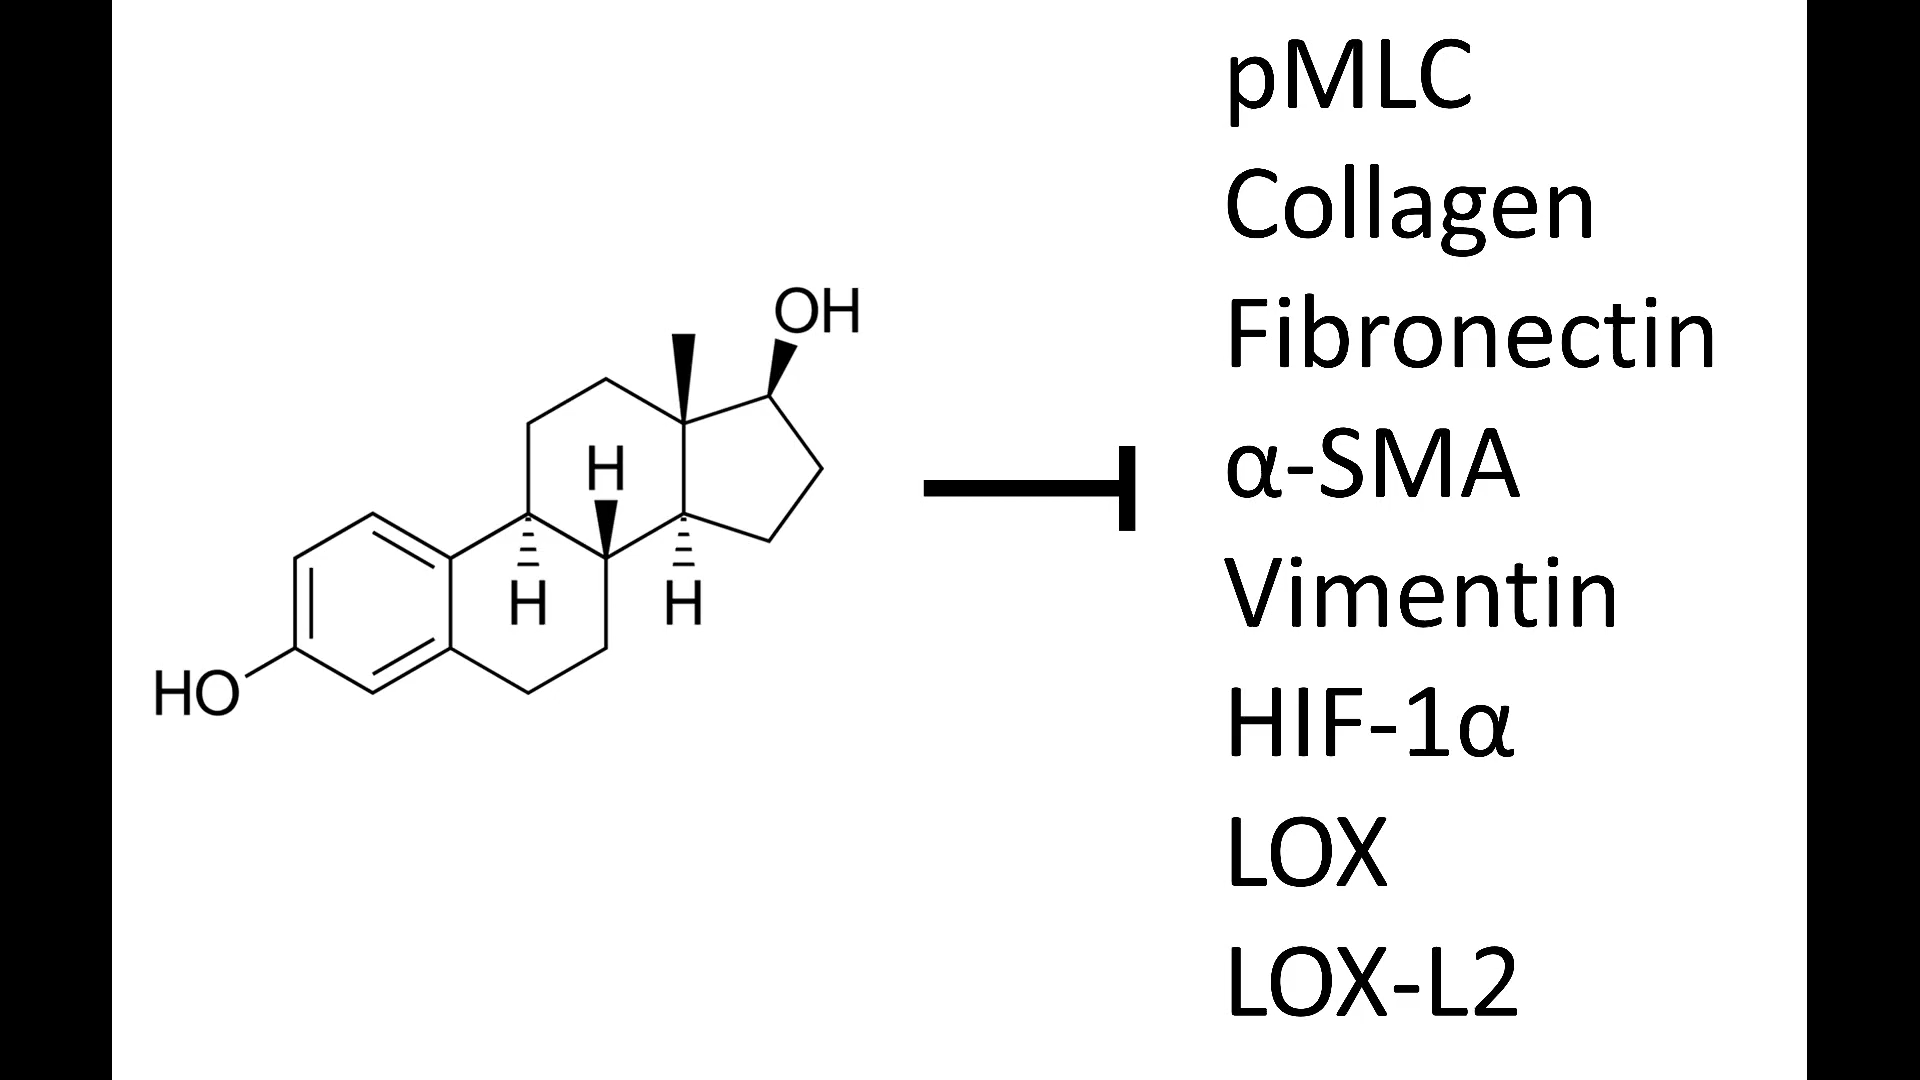 pMLC
Collagen
Fibronectin
α-SMA
Vimentin
HIF-1α
LOX
LOX-L2
OH
H
H
H
HO